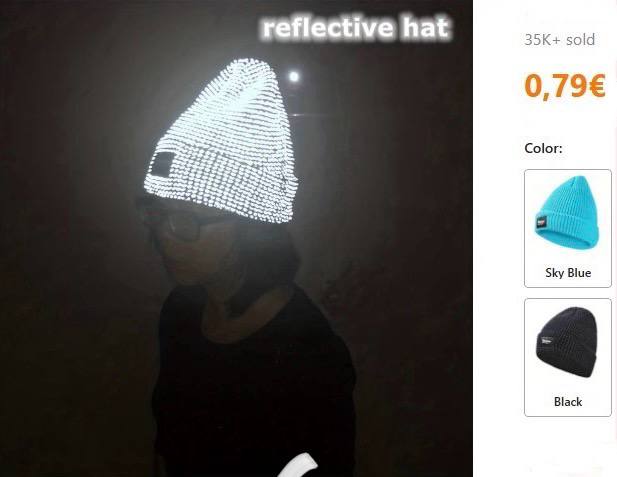 reflective hat
35K+ sold
0,79€
Color:
Sky Blue
Black